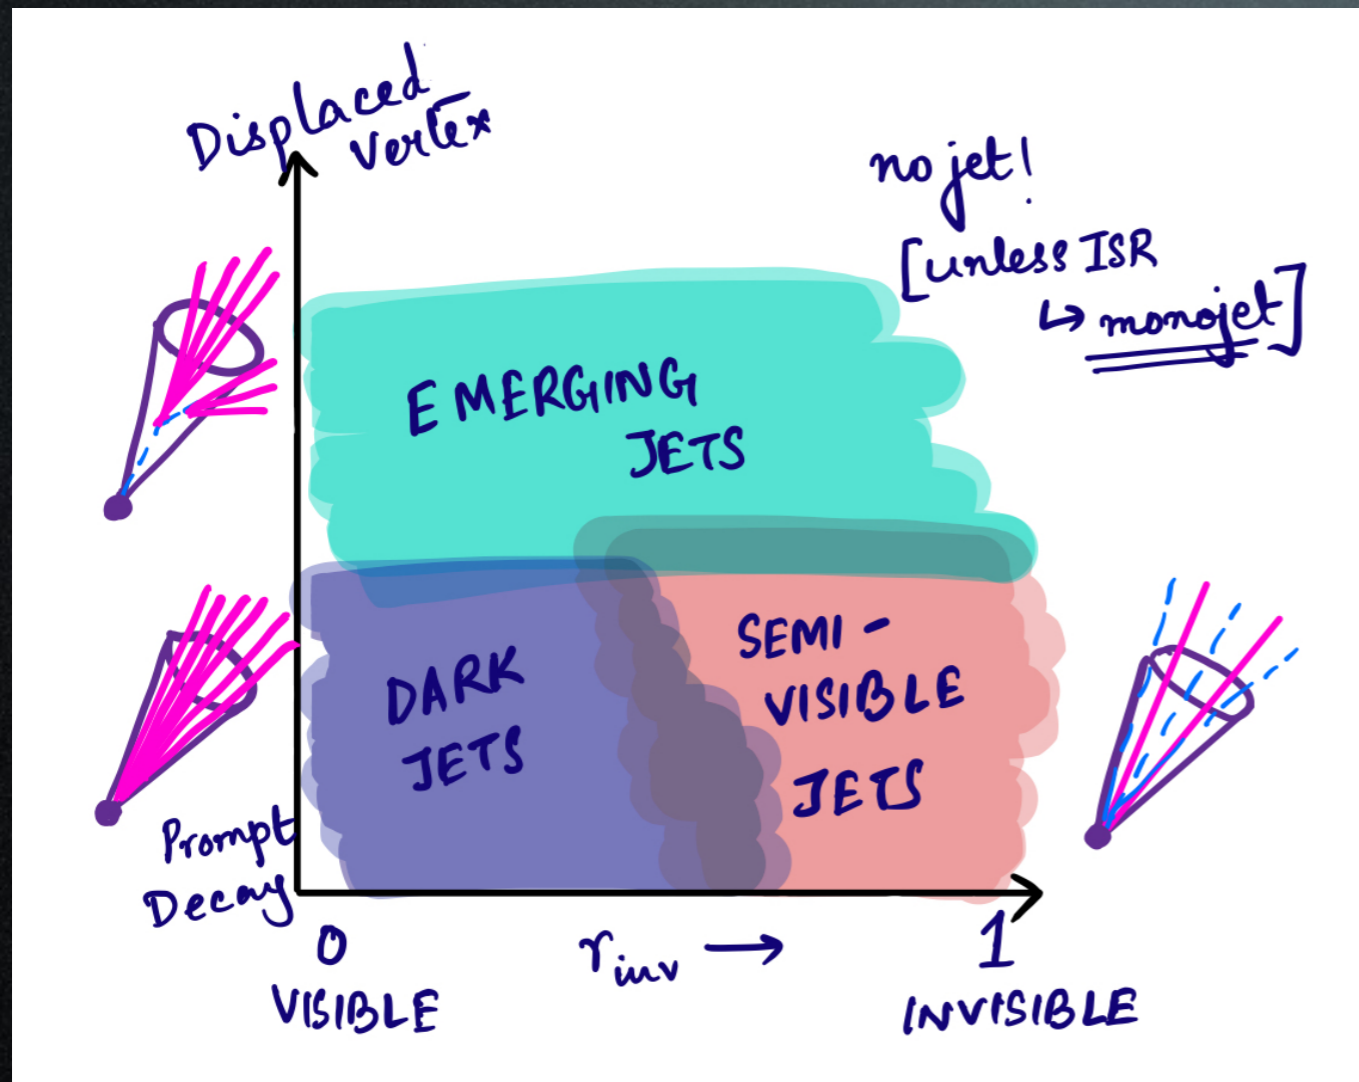 Displaced
Vertex
no jet!
[unless ISR
↳ monojet]
EMERGING
JETS
DARK
JETS
SEMI-
VISIBLE
JETS
Prompt
Decay
0
r_inv →
1
VISIBLE
INVISIBLE